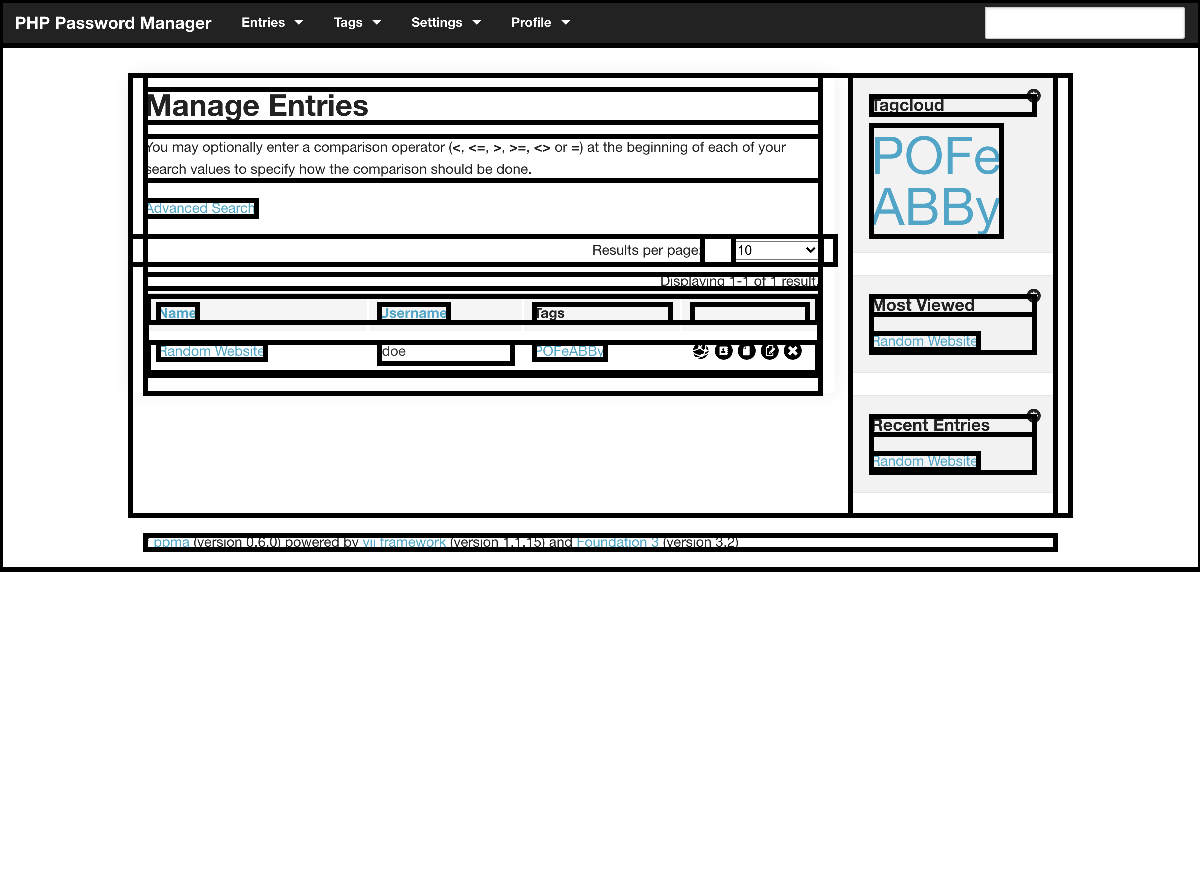 PHP Password Manager Entries Tags Settings Profile
Manage Entries
You may optionally enter a comparison operator (<, <=, >, >=, <> or =) at the beginning of each of your
search values to specify how the comparison should be done.
Advanced Search
Results per page: 10
Displaying 1-1 of 1 result.
Name Username Tags
Random Website doe POFeABBy
Tagcloud
POFe
ABBy
Most Viewed
Random Website
Recent Entries
Random Website
ppma (version 0.6.0) powered by yii framework (version 1.1.15) and Foundation 3 (version 3.2)